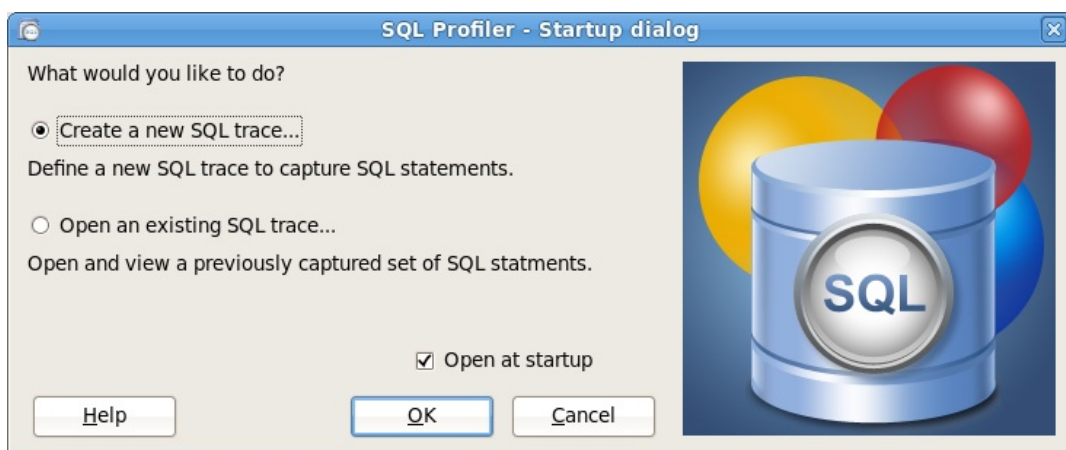 SQL Profiler - Startup dialog
What would you like to do?
Create a new SQL trace...
Define a new SQL trace to capture SQL statements.
Open an existing SQL trace...
Open and view a previously captured set of SQL statments.
SQL
Open at startup
Help
OK
Cancel